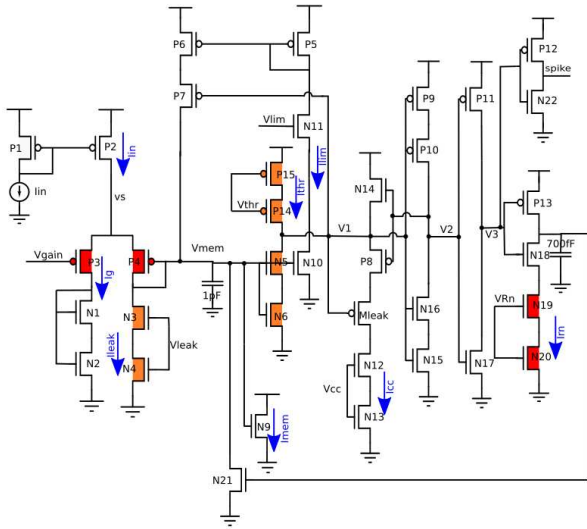 P6
P5
P12
spike
P7
P9
P11
N22
Vlim
N11
P1
P2
Iin
Ilim
P10
P15
Ithr
Iin
vs
N14
P13
Vthr
P14
V1
V2
V3
700fF
Vgain
P3
P4
Vmem
N5
N10
P8
N18
Ig
1pF
N1
N3
N6
Mleak
N16
VRn
N19
Ileak
Vleak
Irn
N2
N4
N12
N15
N17
N20
Vcc
Icc
N9
Imem
N13
N21